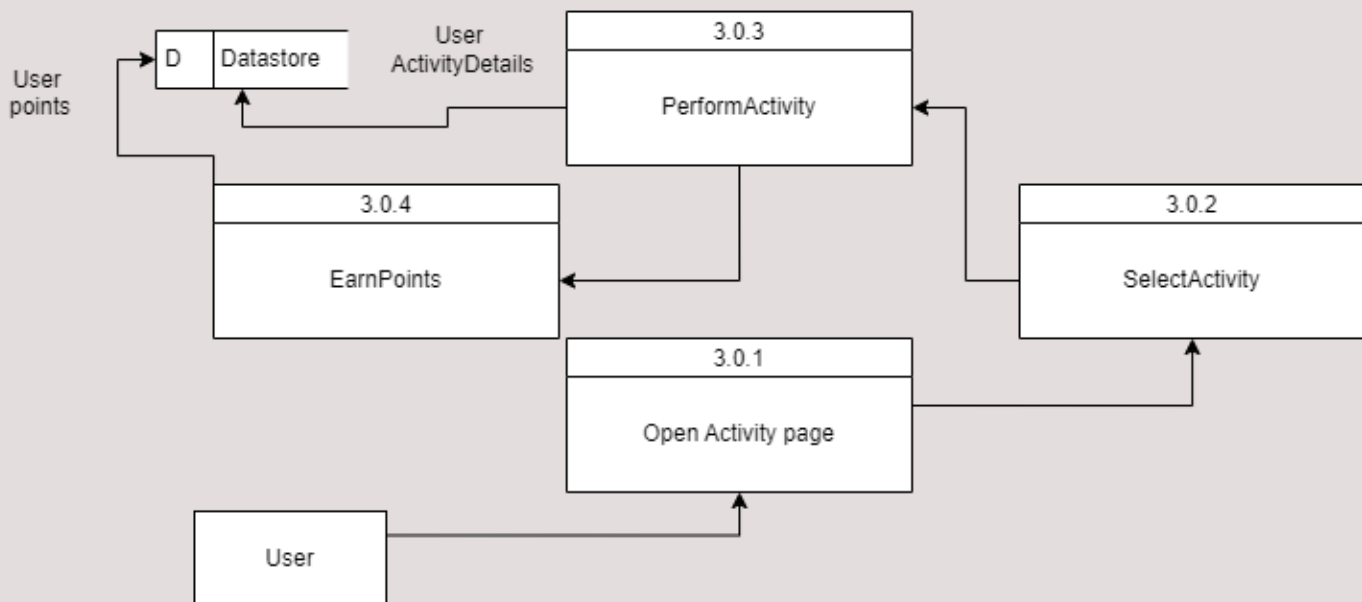 3.0.3
User
ActivityDetails
D
Datastore
User
points
PerformActivity
3.0.4
3.0.2
EarnPoints
SelectActivity
3.0.1
Open Activity page
User